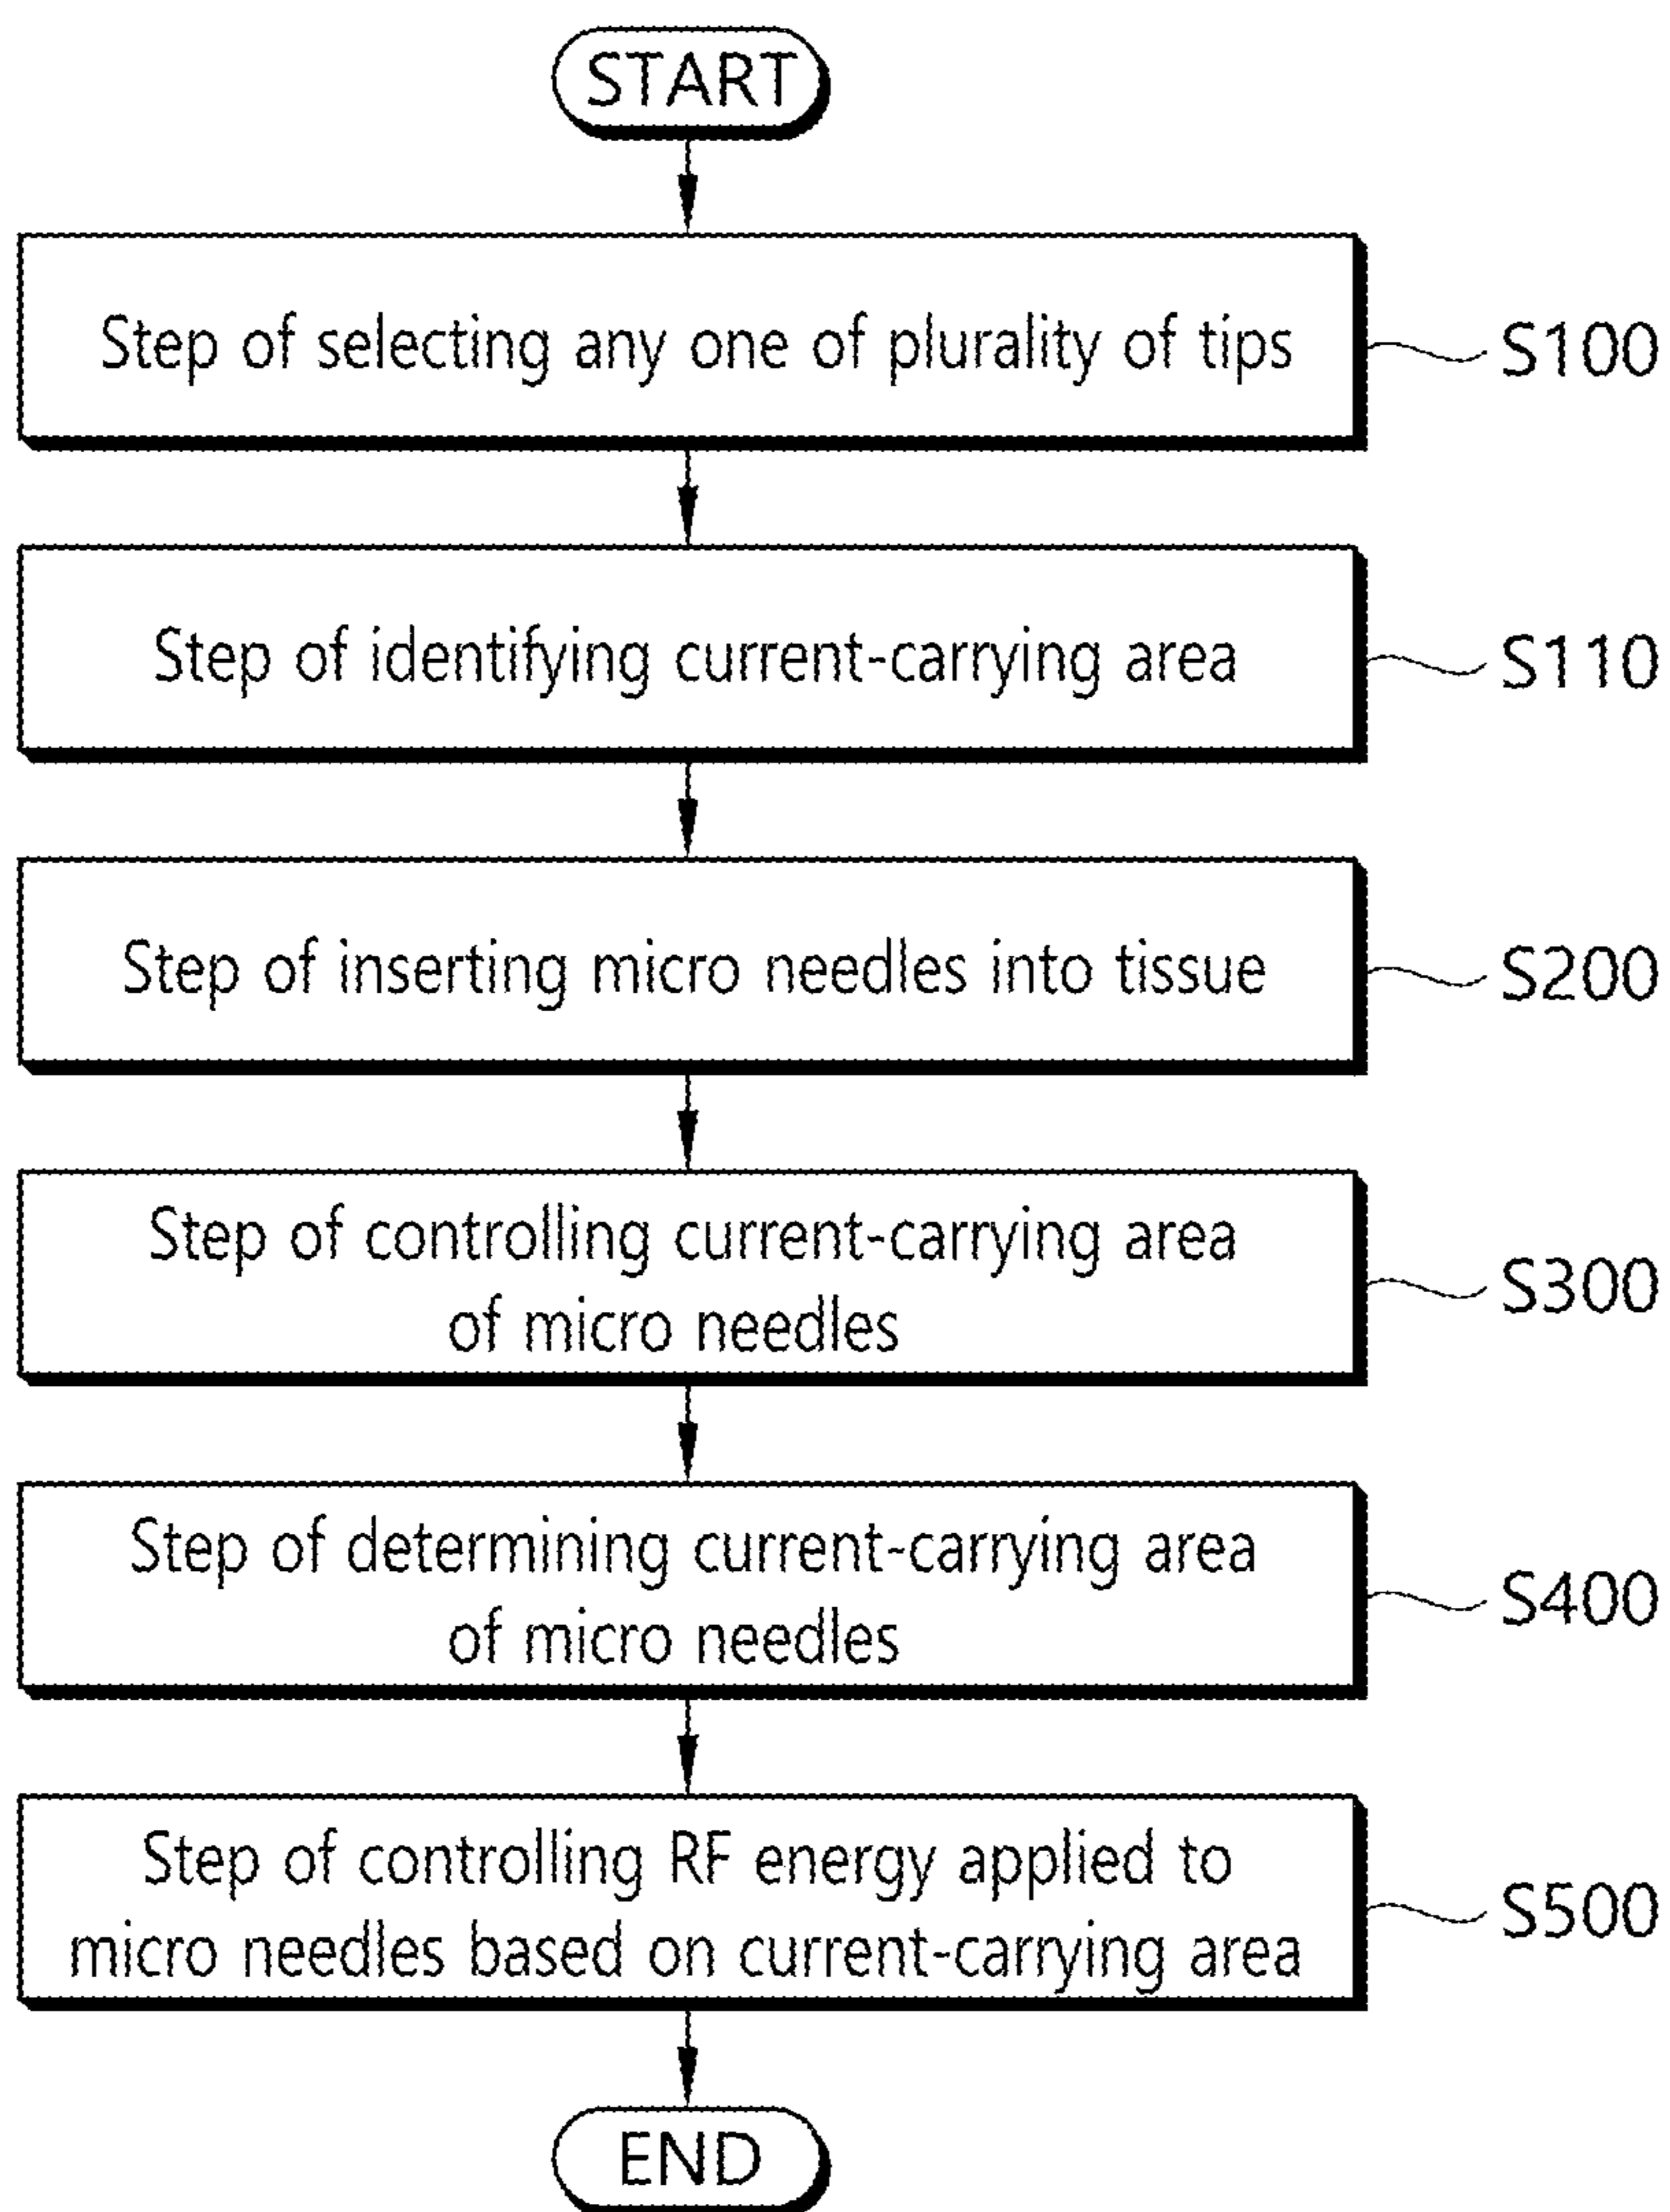 START
Step of selecting any one of plurality of tips
S100
Step of identifying current-carrying area
S110
Step of inserting micro needles into tissue
S200
Step of controlling current-carrying area
of micro needles
S300
Step of determining current-carrying area
of micro needles
S400
Step of controlling RF energy applied to
micro needles based on current-carrying area
S500
END